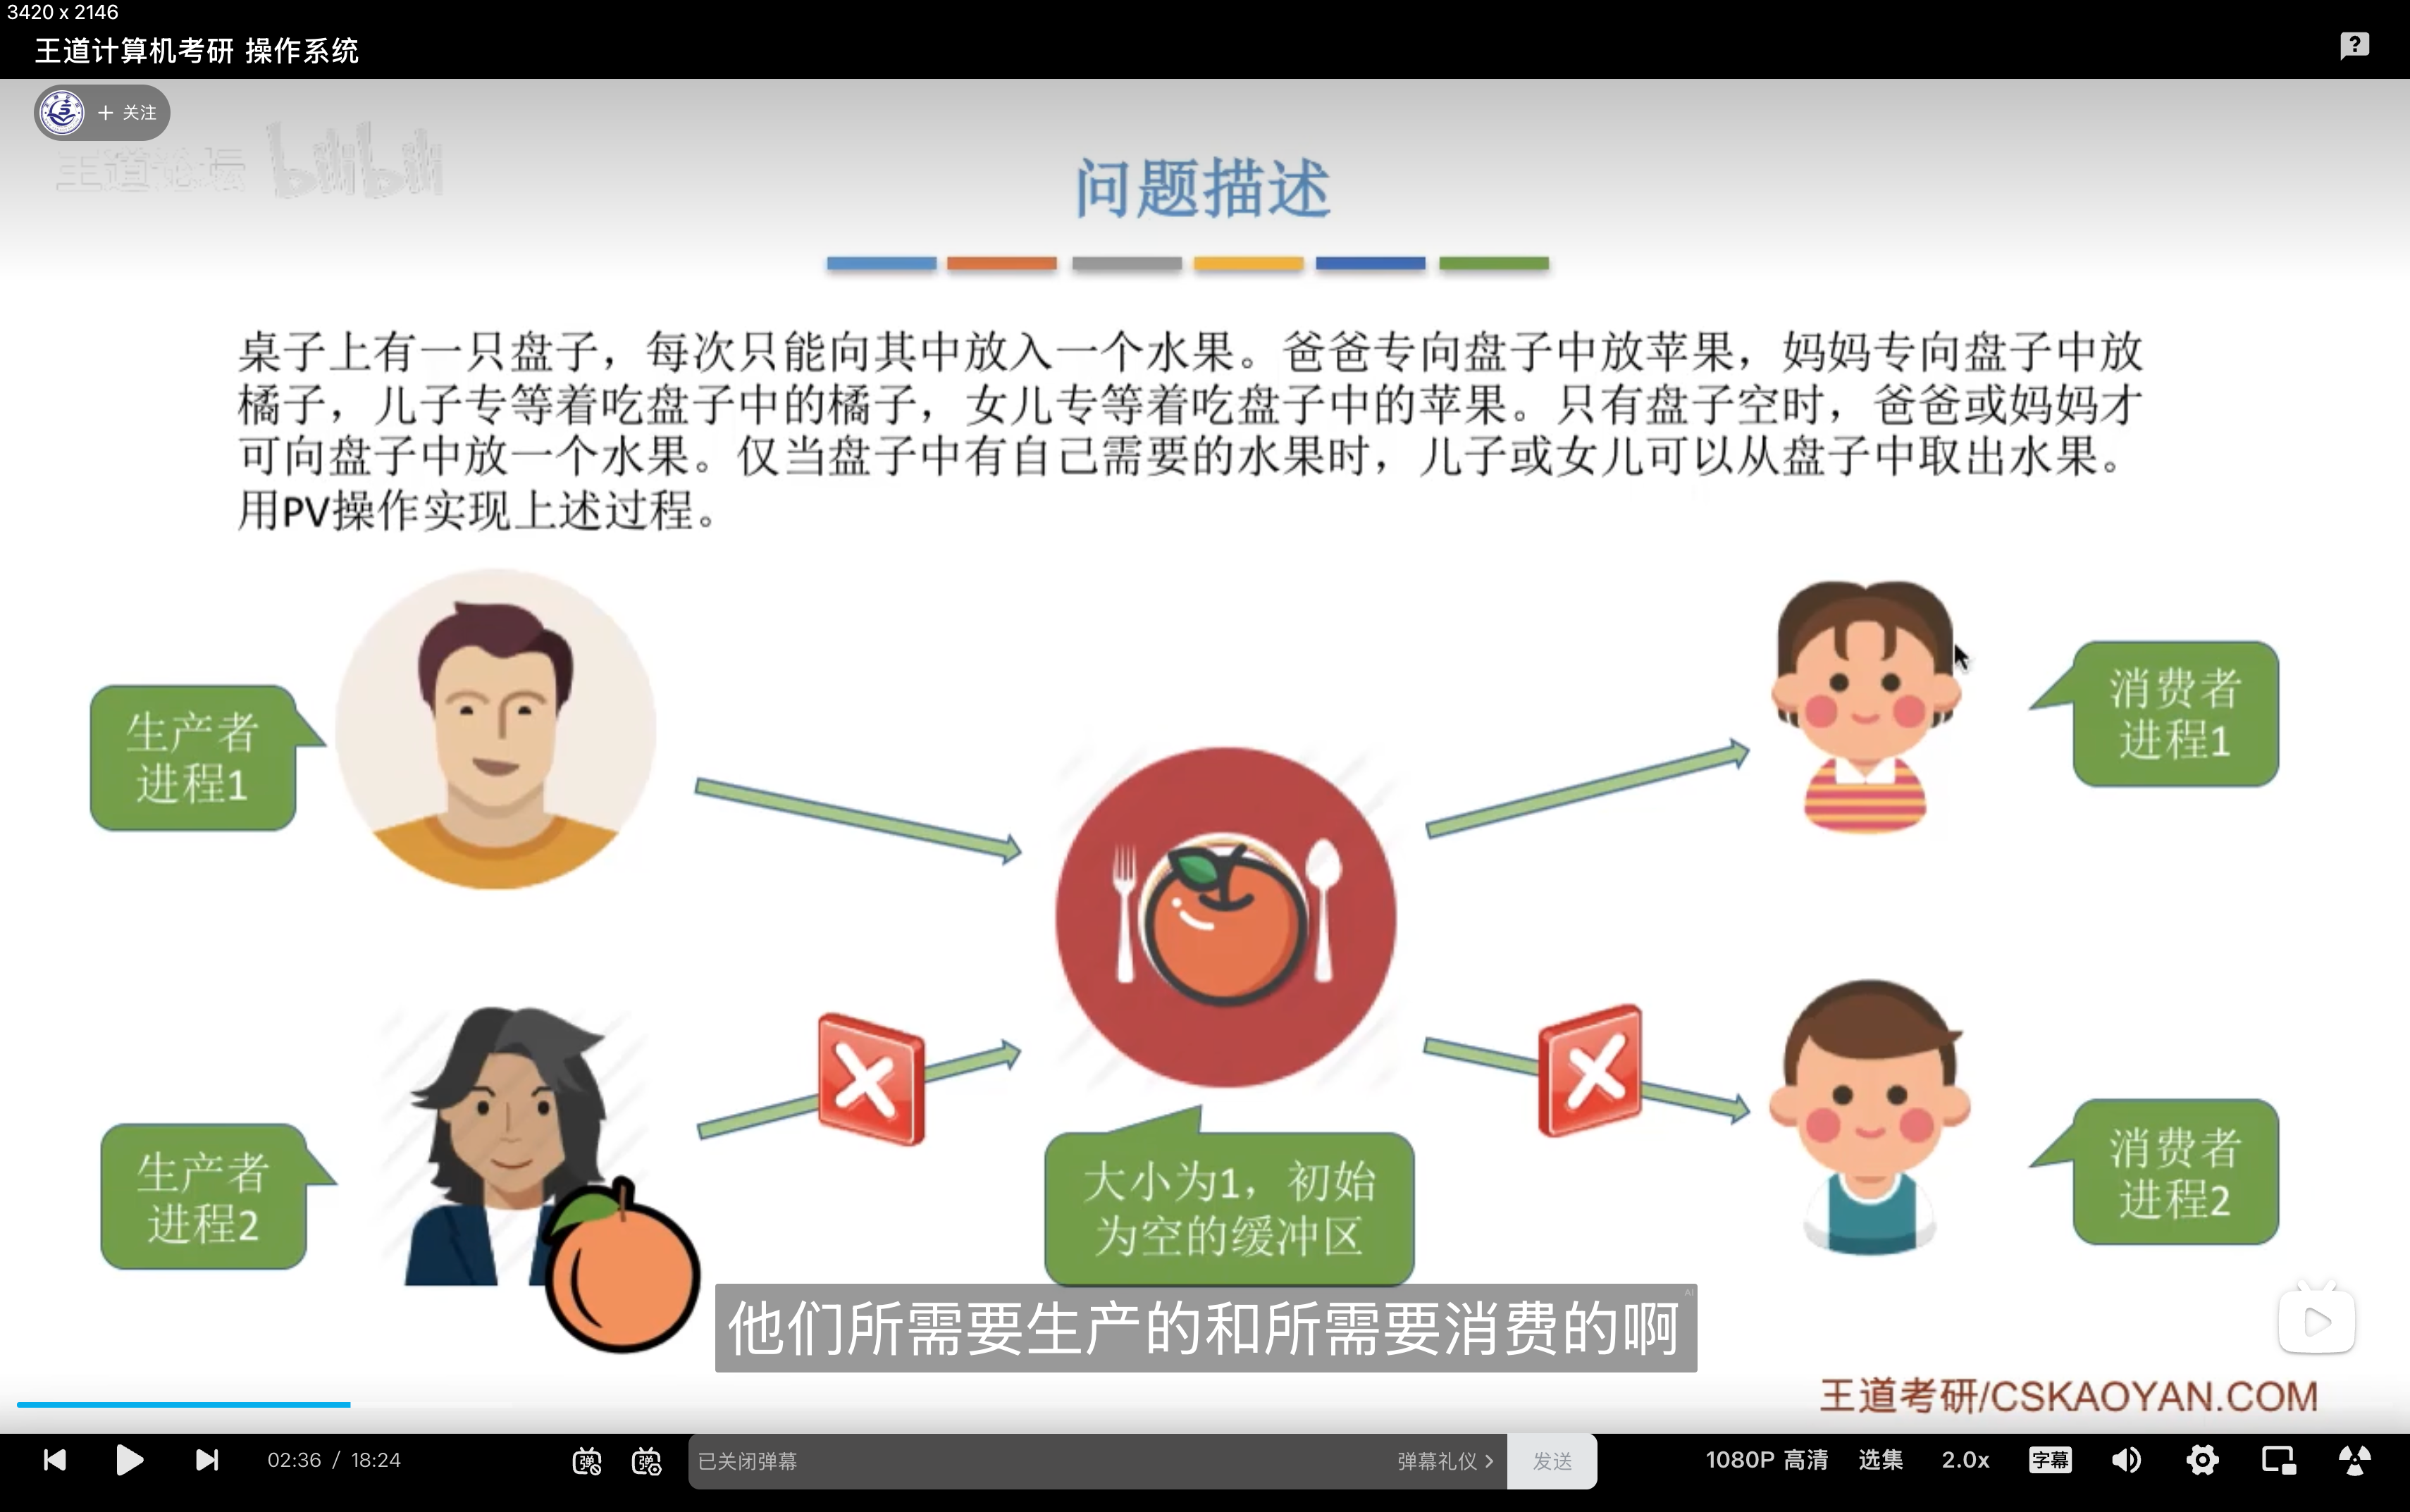 3420 x 2146
王道计算机考研 操作系统
?
+ 关注
王道论坛 bilibili
问题描述
桌子上有一只盘子，每次只能向其中放入一个水果。爸爸专向盘子中放苹果，妈妈专向盘子中放
橘子，儿子专等着吃盘子中的橘子，女儿专等着吃盘子中的苹果。只有盘子空时，爸爸或妈妈才
可向盘子中放一个水果。仅当盘子中有自己需要的水果时，儿子或女儿可以从盘子中取出水果。
用PV操作实现上述过程。
生产者
进程1
消费者
进程1
生产者
进程2
大小为1，初始
为空的缓冲区
消费者
进程2
他们所需要生产的和所需要消费的啊
AI
王道考研/CSKAOYAN.COM
02:36 / 18:24
弹
弹
已关闭弹幕
弹幕礼仪 >
发送
1080P 高清
选集
2.0x
字幕